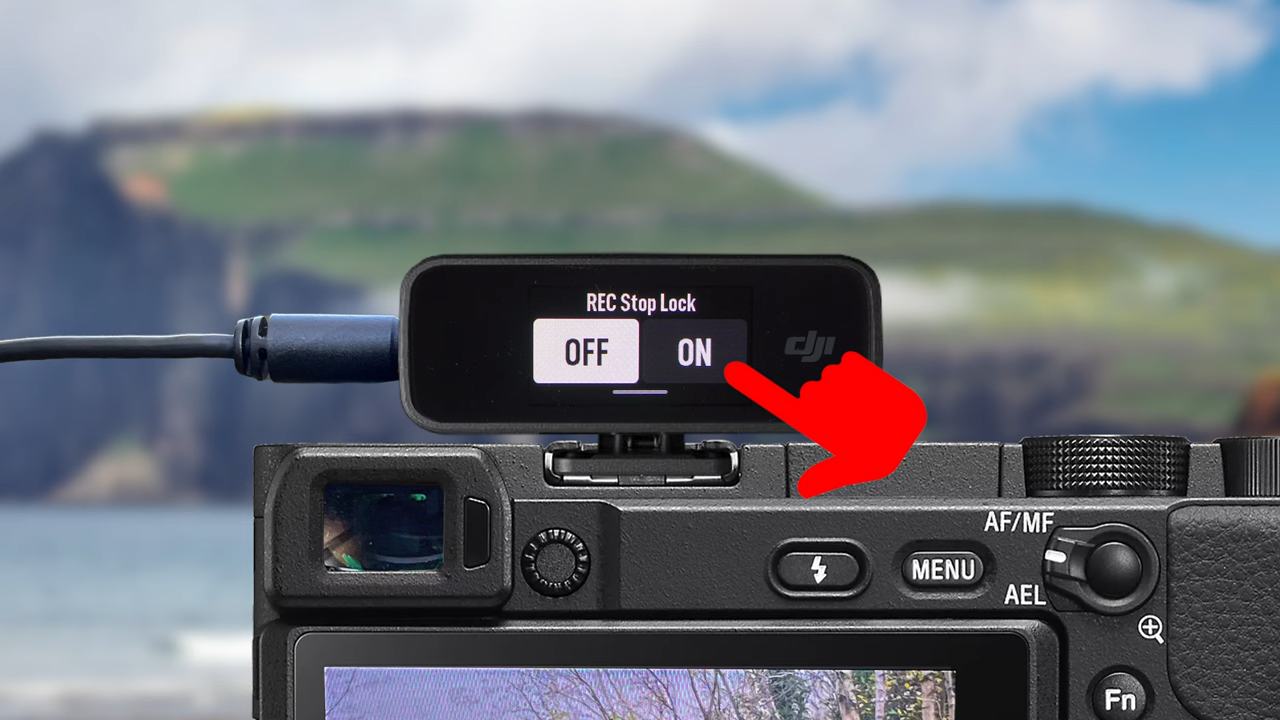 REC Stop Lock
OFF ON
dji
AF/MF
MENU
AEL
Fn